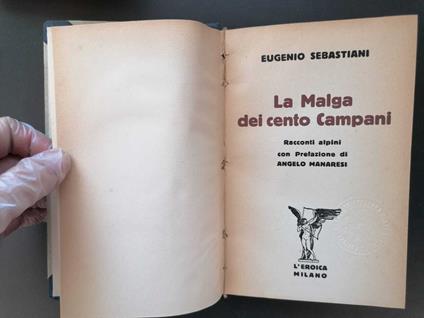 EUGENIO SEBASTIANI
La Malga
dei cento Campani
Racconti alpini
con Prefazione di
ANGELO MANARESI
L'EROICA
MILANO